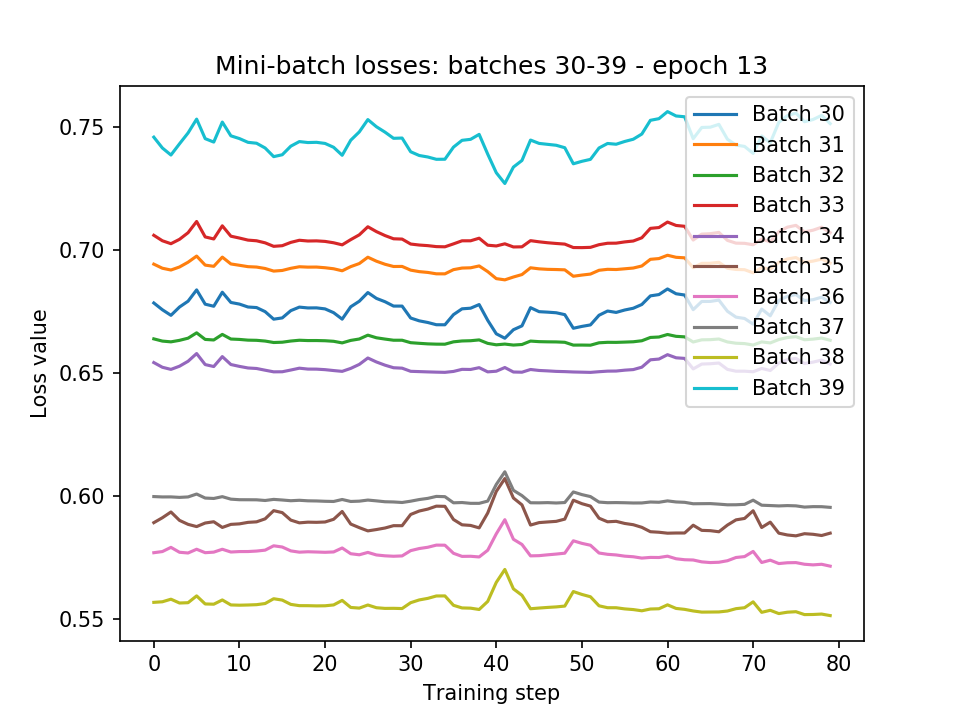 Mini-batch losses: batches 30-39 - epoch 13
Loss value
0.75
0.70
0.65
0.60
0.55
0
10
20
30
40
50
60
70
80
Training step
Batch 30
Batch 31
Batch 32
Batch 33
Batch 34
Batch 35
Batch 36
Batch 37
Batch 38
Batch 39